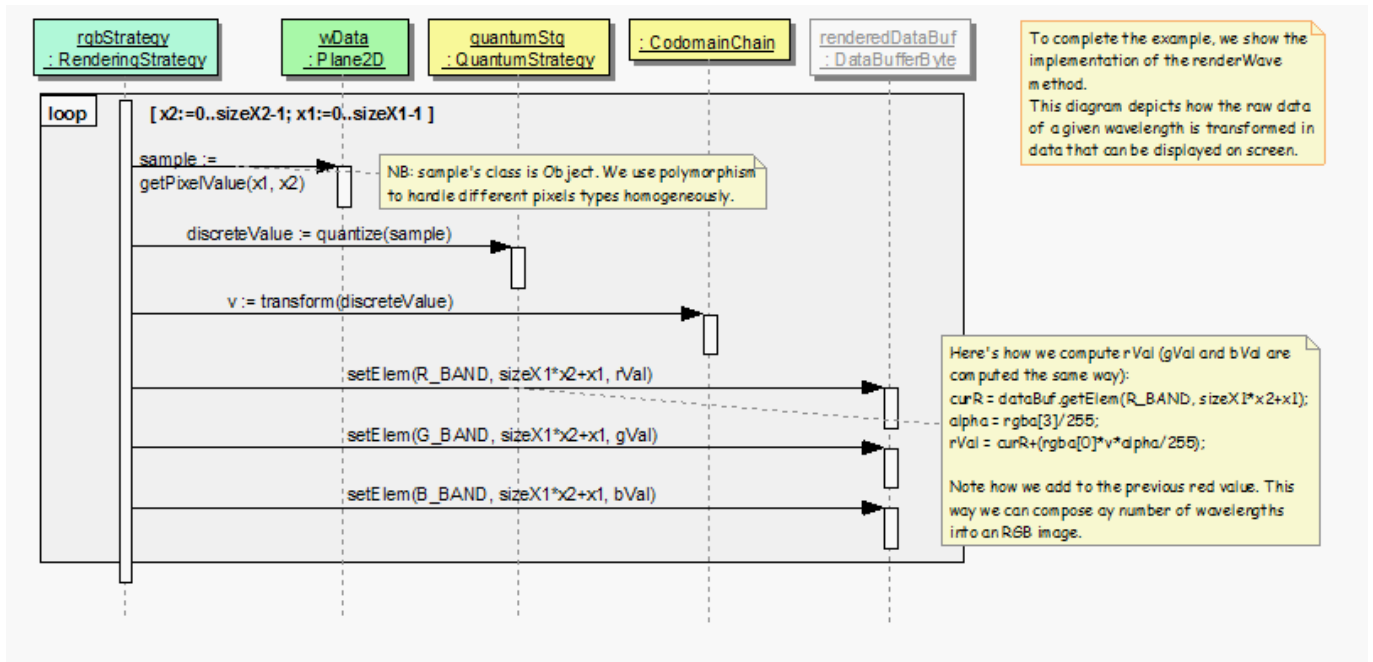 rgbStrategy
: RenderingStrategy
wData
: Plane2D
quantumStg
: QuantumStrategy
: CodomainChain
renderedDataBuf
: DataBufferByte
To complete the example, we show the
implementation of the renderWave
method.
This diagram depicts how the raw data
of a given wavelength is transformed in
data that can be displayed on screen.
loop
[ x2:=0..sizeX2-1; x1:=0..sizeX1-1 ]
sample :=
getPixelValue(x1, x2)
NB: sample's class is Object. We use polymorphism
to handle different pixels types homogeneously.
discreteValue := quantize(sample)
v := transform(discreteValue)
setElem(R_BAND, sizeX1*x2+x1, rVal)
setElem(G_BAND, sizeX1*x2+x1, gVal)
setElem(B_BAND, sizeX1*x2+x1, bVal)
Here's how we compute rVal (gVal and bVal are
computed the same way):
curR = dataBuf.getElem(R_BAND, sizeX1*x2+x1);
alpha = rgba[3]/255;
rVal = curR+(rgba[0]*v*alpha/255);
Note how we add to the previous red value. This
way we can compose ay number of wavelengths
into an RGB image.